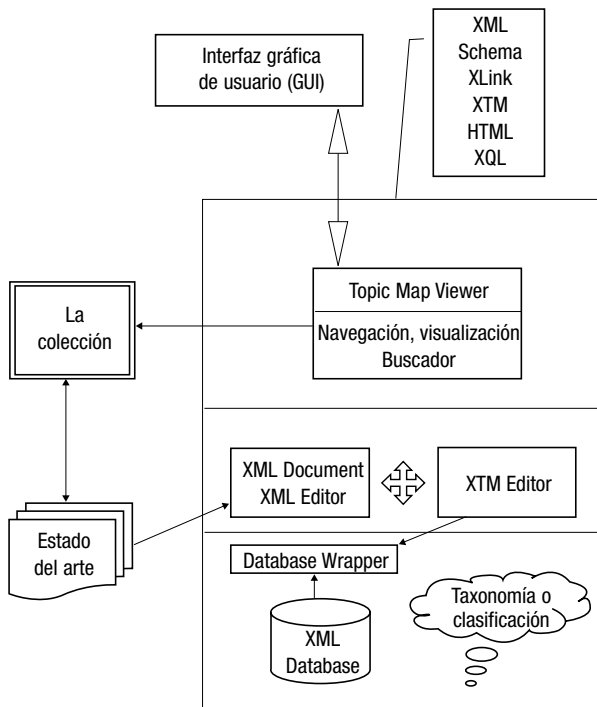 Interfaz gráfica
de usuario (GUI)
XML
Schema
XLink
XTM
HTML
XQL
Topic Map Viewer
Navegación, visualización
Buscador
La
colección
XML Document
XML Editor
XTM Editor
Estado
del arte
Database Wrapper
XML
Database
Taxonomía o
clasificación